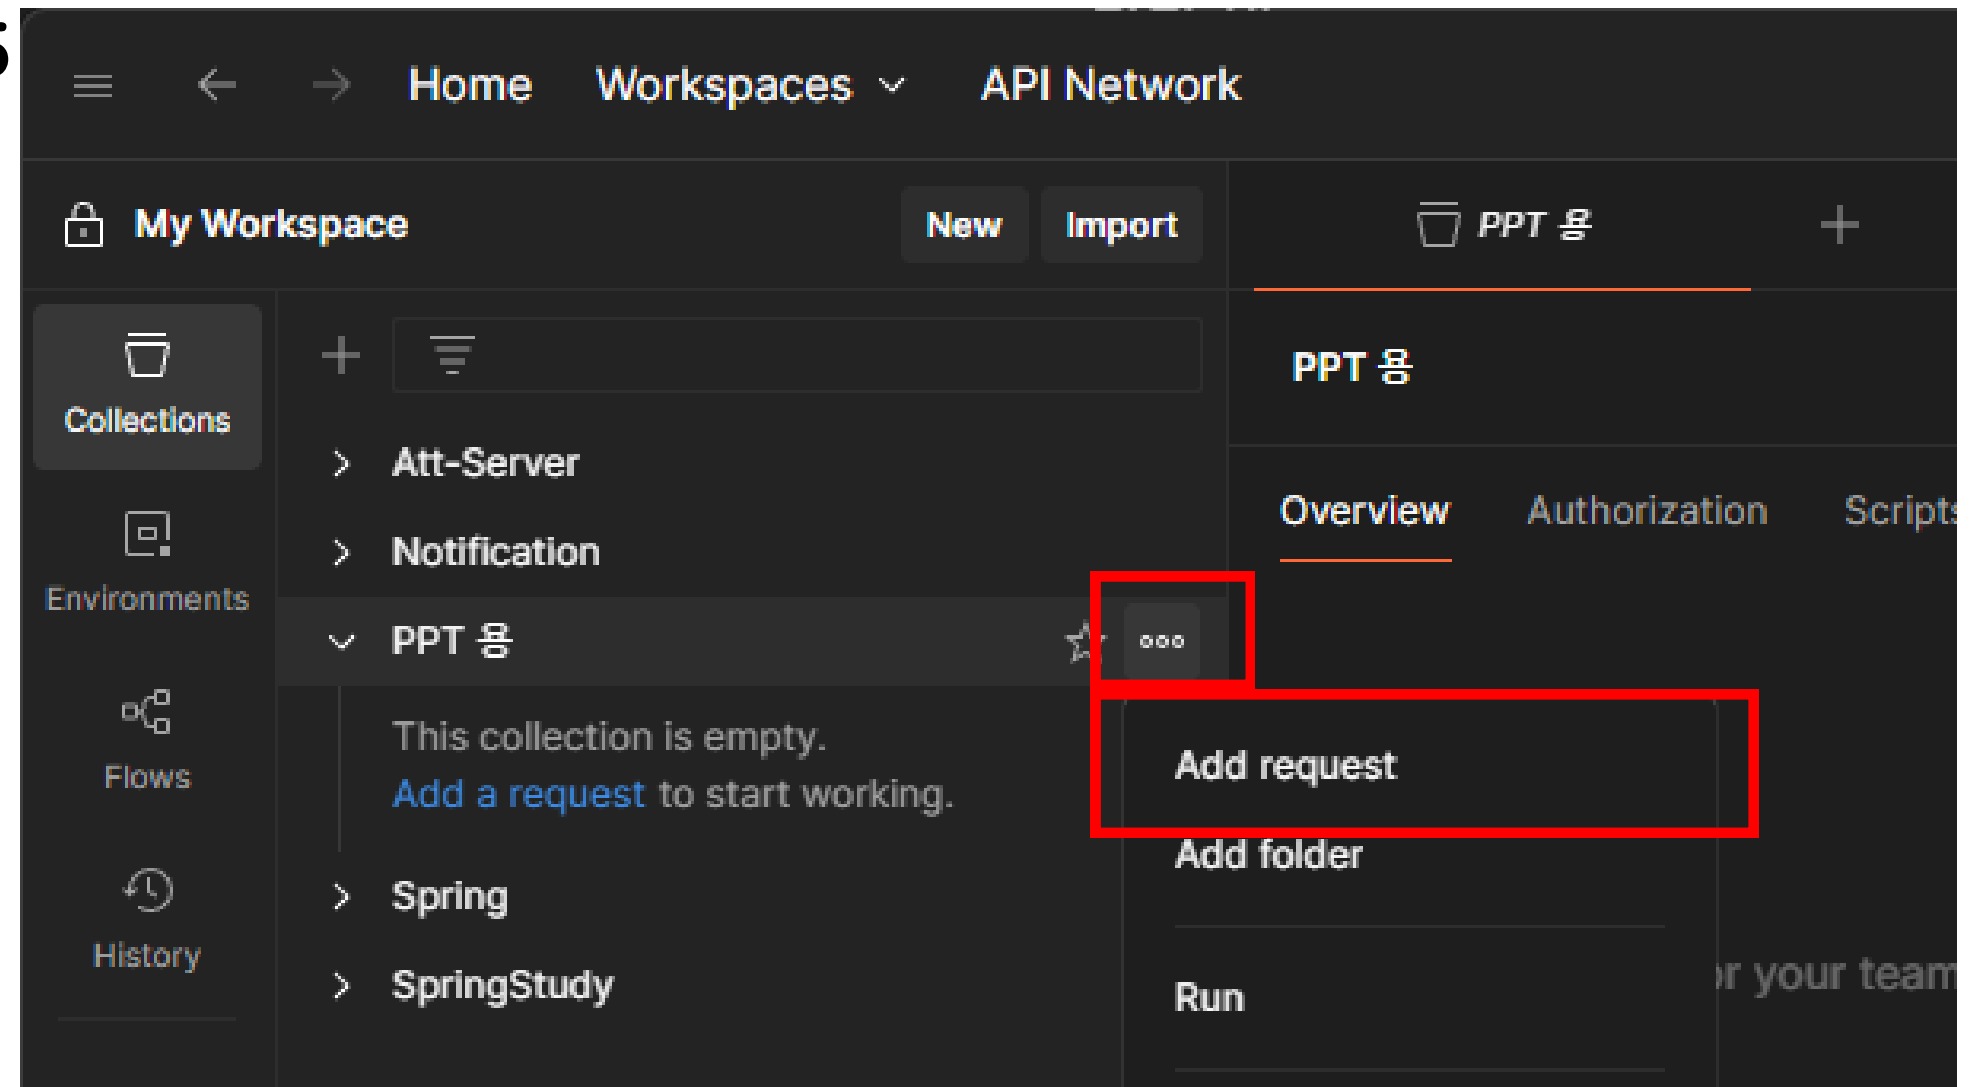 Home Workspaces API Network
My Workspace New Import PPT 용
Collections
PPT 용
Att-Server
Overview Authorization Scripts
Notification
Environments
PPT 용
This collection is empty.
Add request
Flows
Add a request to start working.
Add folder
Spring
History
SpringStudy
Run
your team